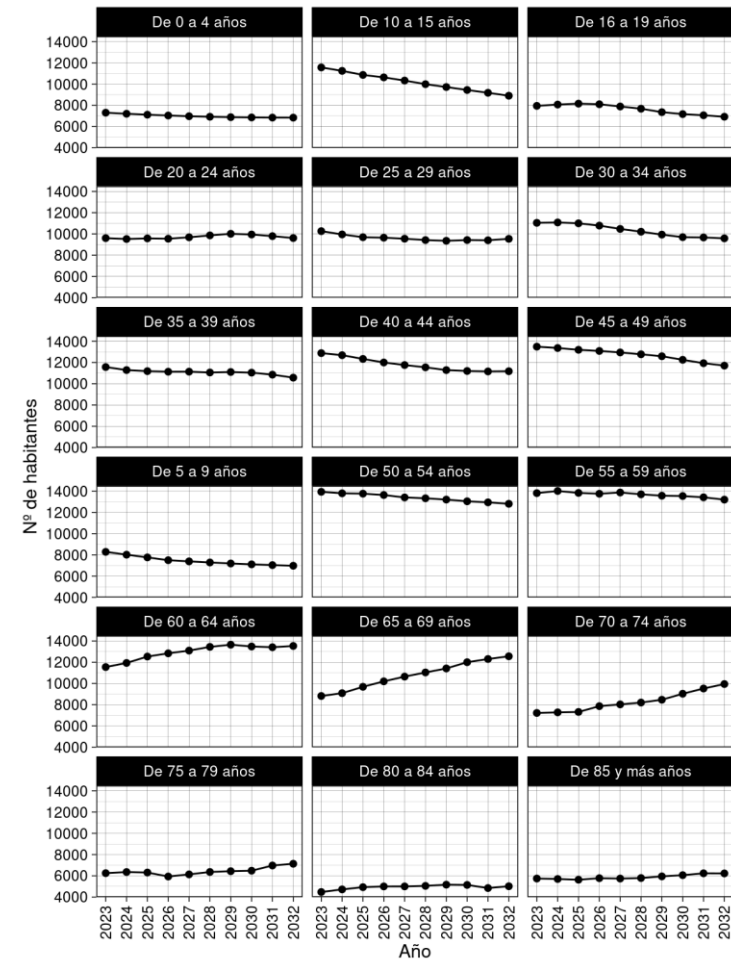 De 0 a 4 años
De 10 a 15 años
De 16 a 19 años
14000
12000
10000
8000
6000
4000
De 20 a 24 años
De 25 a 29 años
De 30 a 34 años
14000
12000
10000
8000
6000
4000
De 35 a 39 años
De 40 a 44 años
De 45 a 49 años
14000
12000
10000
8000
6000
4000
Nº de habitantes
De 5 a 9 años
De 50 a 54 años
De 55 a 59 años
14000
12000
10000
8000
6000
4000
De 60 a 64 años
De 65 a 69 años
De 70 a 74 años
14000
12000
10000
8000
6000
4000
De 75 a 79 años
De 80 a 84 años
De 85 y más años
14000
12000
10000
8000
6000
4000
2023 2024 2025 2026 2027 2028 2029 2030 2031 2032
2023 2024 2025 2026 2027 2028 2029 2030 2031 2032
2023 2024 2025 2026 2027 2028 2029 2030 2031 2032
Año